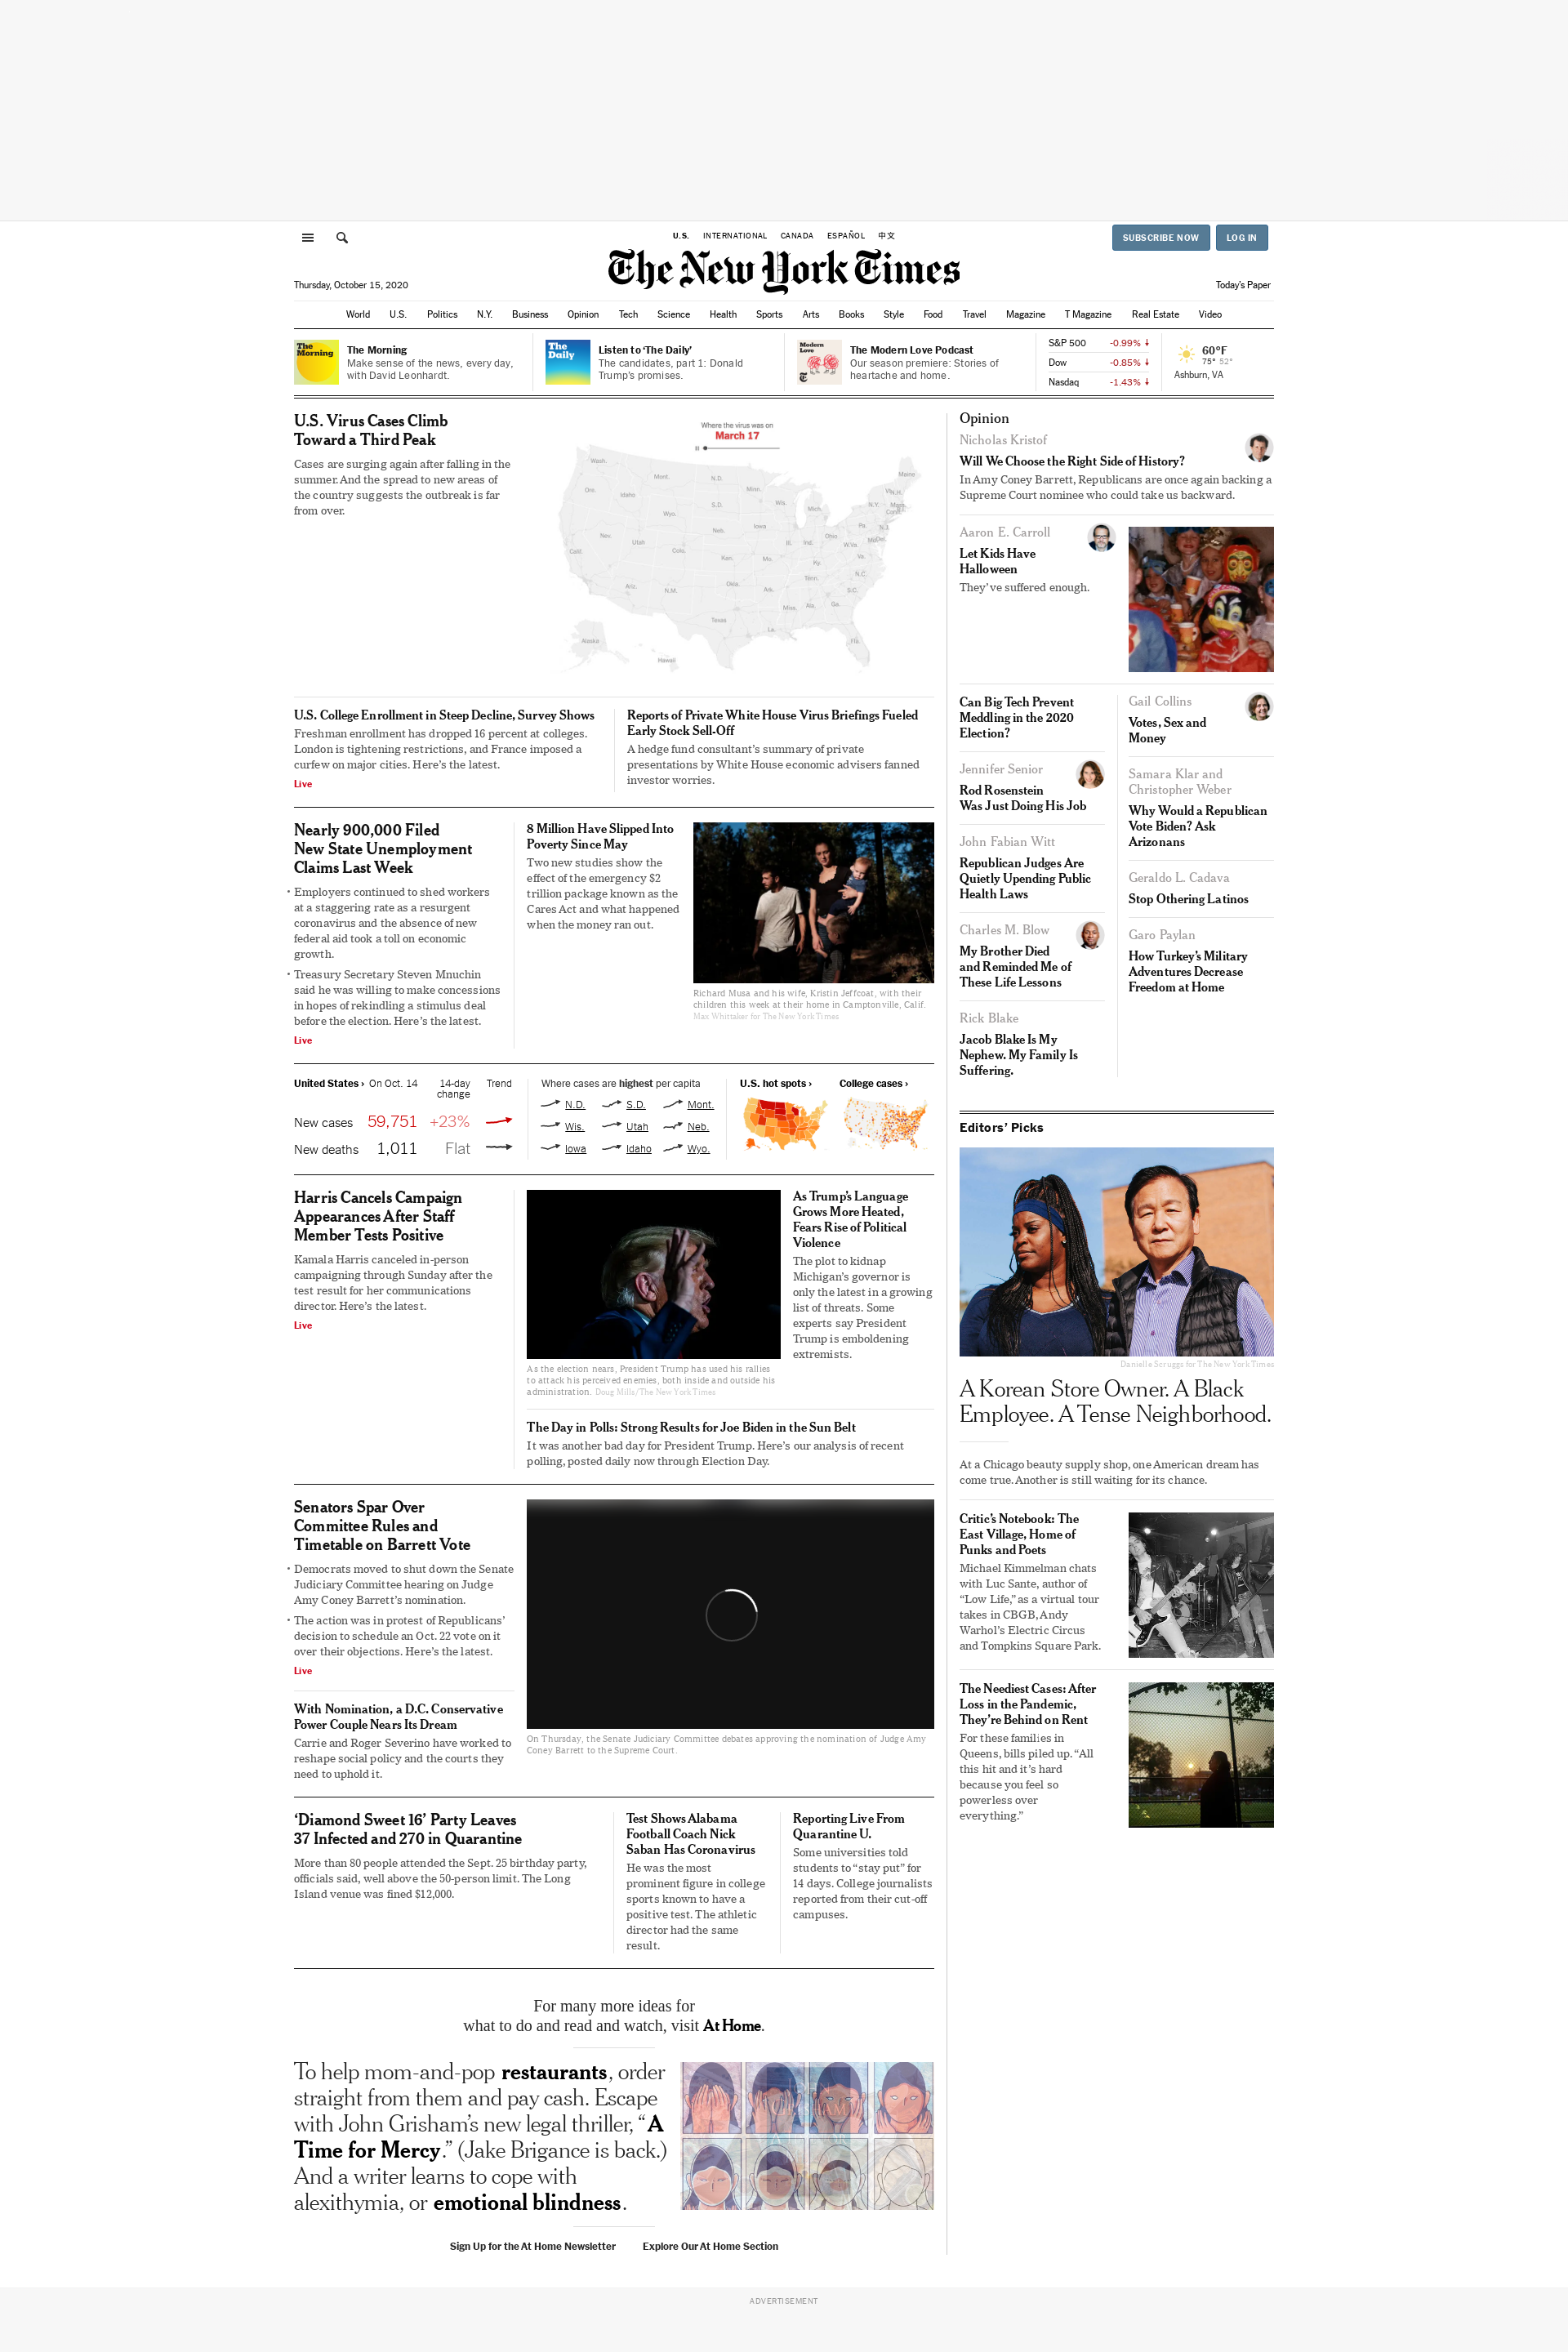 U.S. INTERNATIONAL CANADA ESPAÑOL 中文
SUBSCRIBE NOW LOG IN
The New York Times
Thursday, October 15, 2020
Today's Paper
World U.S. Politics N.Y. Business Opinion Tech Science Health Sports Arts Books Style Food Travel Magazine T Magazine Real Estate Video
The Morning
The Morning
Make sense of the news, every day,
with David Leonhardt.
The Daily
Listen to ‘The Daily’
The candidates, part 1: Donald
Trump’s promises.
Modern Love
The Modern Love Podcast
Our season premiere: Stories of
heartache and home.
S&P 500 -0.99%
Dow -0.85%
Nasdaq -1.43%
60°F
75° 52°
Ashburn, VA
U.S. Virus Cases Climb
Toward a Third Peak
Cases are surging again after falling in the
summer. And the spread to new areas of
the country suggests the outbreak is far
from over.
Where the virus was on
March 17
Wash.
Mont.
N.D.
Minn.
Maine
Ore.
Idaho
S.D.
Wis.
Mich.
N.Y.
Wyo.
Iowa
Neb.
Pa.
Nev.
Utah
Colo.
Ill.
Ind.
Ohio
W.Va.
Va.
Calif.
Kan.
Mo.
Ky.
N.C.
Ariz.
N.M.
Okla.
Ark.
Tenn.
S.C.
Miss.
Ala.
Ga.
Texas
La.
Fla.
Alaska
Hawaii
U.S. College Enrollment in Steep Decline, Survey Shows
Freshman enrollment has dropped 16 percent at colleges.
London is tightening restrictions, and France imposed a
curfew on major cities. Here’s the latest.
Live
Reports of Private White House Virus Briefings Fueled
Early Stock Sell-Off
A hedge fund consultant’s summary of private
presentations by White House economic advisers fanned
investor worries.
Nearly 900,000 Filed
New State Unemployment
Claims Last Week
• Employers continued to shed workers
at a staggering rate as a resurgent
coronavirus and the absence of new
federal aid took a toll on economic
growth.
• Treasury Secretary Steven Mnuchin
said he was willing to make concessions
in hopes of rekindling a stimulus deal
before the election. Here’s the latest.
Live
8 Million Have Slipped Into
Poverty Since May
Two new studies show the
effect of the emergency $2
trillion package known as the
Cares Act and what happened
when the money ran out.
Richard Musa and his wife, Kristin Jeffcoat, with their
children this week at their home in Camptonville, Calif.
Max Whittaker for The New York Times
United States › On Oct. 14 14-day Trend
change
New cases 59,751 +23%
New deaths 1,011 Flat
Where cases are highest per capita
N.D. S.D. Mont.
Wis. Utah Neb.
Iowa Idaho Wyo.
U.S. hot spots ›
College cases ›
Harris Cancels Campaign
Appearances After Staff
Member Tests Positive
Kamala Harris canceled in-person
campaigning through Sunday after the
test result for her communications
director. Here’s the latest.
Live
As the election nears, President Trump has used his rallies
to attack his perceived enemies, both inside and outside his
administration. Doug Mills/The New York Times
As Trump’s Language
Grows More Heated,
Fears Rise of Political
Violence
The plot to kidnap
Michigan’s governor is
only the latest in a growing
list of threats. Some
experts say President
Trump is emboldening
extremists.
The Day in Polls: Strong Results for Joe Biden in the Sun Belt
It was another bad day for President Trump. Here’s our analysis of recent
polling, posted daily now through Election Day.
Senators Spar Over
Committee Rules and
Timetable on Barrett Vote
• Democrats moved to shut down the Senate
Judiciary Committee hearing on Judge
Amy Coney Barrett’s nomination.
• The action was in protest of Republicans’
decision to schedule an Oct. 22 vote on it
over their objections. Here’s the latest.
Live
With Nomination, a D.C. Conservative
Power Couple Nears Its Dream
Carrie and Roger Severino have worked to
reshape social policy and the courts they
need to uphold it.
On Thursday, the Senate Judiciary Committee debates approving the nomination of Judge Amy
Coney Barrett to the Supreme Court.
‘Diamond Sweet 16’ Party Leaves
37 Infected and 270 in Quarantine
More than 80 people attended the Sept. 25 birthday party,
officials said, well above the 50-person limit. The Long
Island venue was fined $12,000.
Test Shows Alabama
Football Coach Nick
Saban Has Coronavirus
He was the most
prominent figure in college
sports known to have a
positive test. The athletic
director had the same
result.
Reporting Live From
Quarantine U.
Some universities told
students to “stay put” for
14 days. College journalists
reported from their cut-off
campuses.
For many more ideas for
what to do and read and watch, visit At Home.
To help mom-and-pop restaurants, order
straight from them and pay cash. Escape
with John Grisham’s new legal thriller, “A
Time for Mercy.” (Jake Brigance is back.)
And a writer learns to cope with
alexithymia, or emotional blindness.
Sign Up for the At Home Newsletter Explore Our At Home Section
Opinion
Nicholas Kristof
Will We Choose the Right Side of History?
In Amy Coney Barrett, Republicans are once again backing a
Supreme Court nominee who could take us backward.
Aaron E. Carroll
Let Kids Have
Halloween
They’ve suffered enough.
Can Big Tech Prevent
Meddling in the 2020
Election?
Jennifer Senior
Rod Rosenstein
Was Just Doing His Job
John Fabian Witt
Republican Judges Are
Quietly Upending Public
Health Laws
Charles M. Blow
My Brother Died
and Reminded Me of
These Life Lessons
Rick Blake
Jacob Blake Is My
Nephew. My Family Is
Suffering.
Gail Collins
Votes, Sex and
Money
Samara Klar and
Christopher Weber
Why Would a Republican
Vote Biden? Ask
Arizonans
Geraldo L. Cadava
Stop Othering Latinos
Garo Paylan
How Turkey’s Military
Adventures Decrease
Freedom at Home
Editors’ Picks
Danielle Scruggs for The New York Times
A Korean Store Owner. A Black
Employee. A Tense Neighborhood.
At a Chicago beauty supply shop, one American dream has
come true. Another is still waiting for its chance.
Critic’s Notebook: The
East Village, Home of
Punks and Poets
Michael Kimmelman chats
with Luc Sante, author of
“Low Life,” as a virtual tour
takes in CBGB, Andy
Warhol’s Electric Circus
and Tompkins Square Park.
The Neediest Cases: After
Loss in the Pandemic,
They’re Behind on Rent
For these families in
Queens, bills piled up. “All
this hit and it’s hard
because you feel so
powerless over
everything.”
ADVERTISEMENT